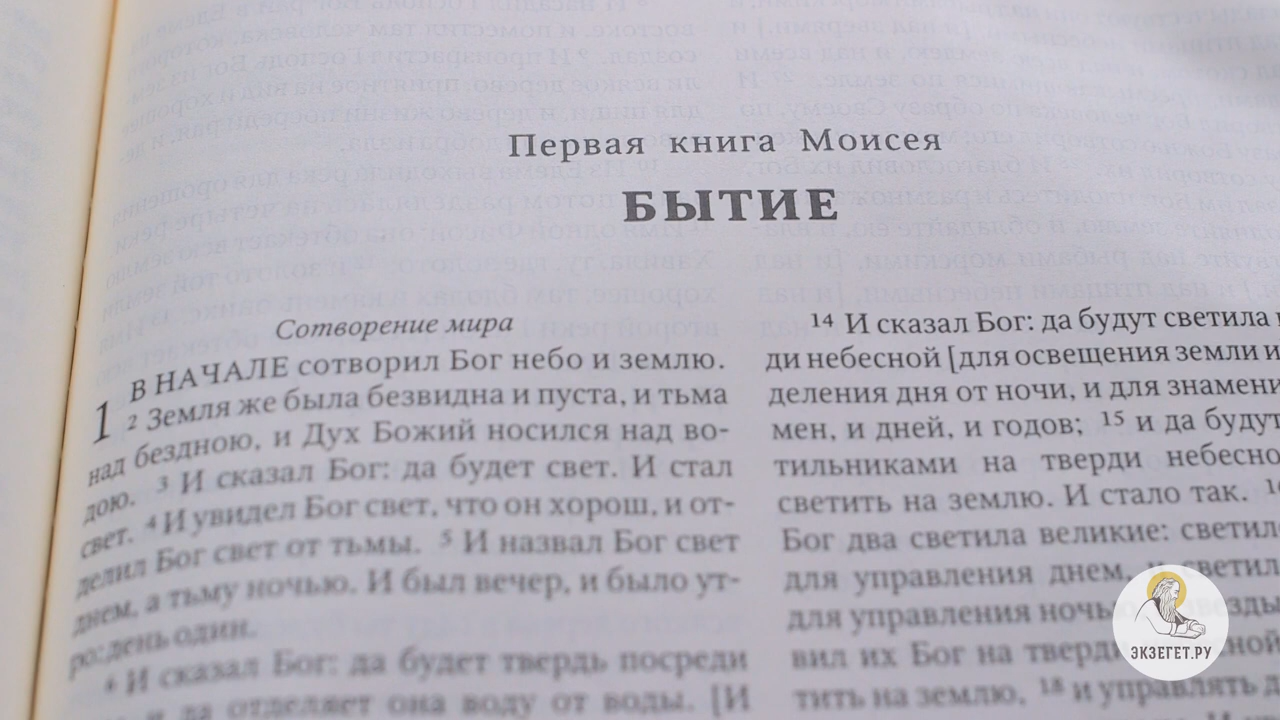 Первая книга Моисея
БЫТИЕ
Сотворение мира
1 В НАЧАЛЕ сотворил Бог небо и землю.
2 Земля же была безвидна и пуста, и тьма
над бездною, и Дух Божий носился над во-
дою. 3 И сказал Бог: да будет свет. И стал
свет. 4 И увидел Бог свет, что он хорош, и от-
делил Бог свет от тьмы. 5 И назвал Бог свет
днем, а тьму ночью. И был вечер, и было ут-
ро: день один.
6 И сказал Бог: да будет твердь посреди
и да отделяет она воду от воды. [И
14 И сказал Бог: да будут светила
ди небесной [для освещения земли и
деления дня от ночи, и для знамени
мен, и дней, и годов; 15 и да будут
тильниками на тверди небесно
светить на землю. И стало так. 16
Бог два светила великие: светил
для управления днем, и светил
для управления ночью,
вил их Бог на тверди
тить на землю, 18 и управлять
ЭКЗЕГЕТ.РУ